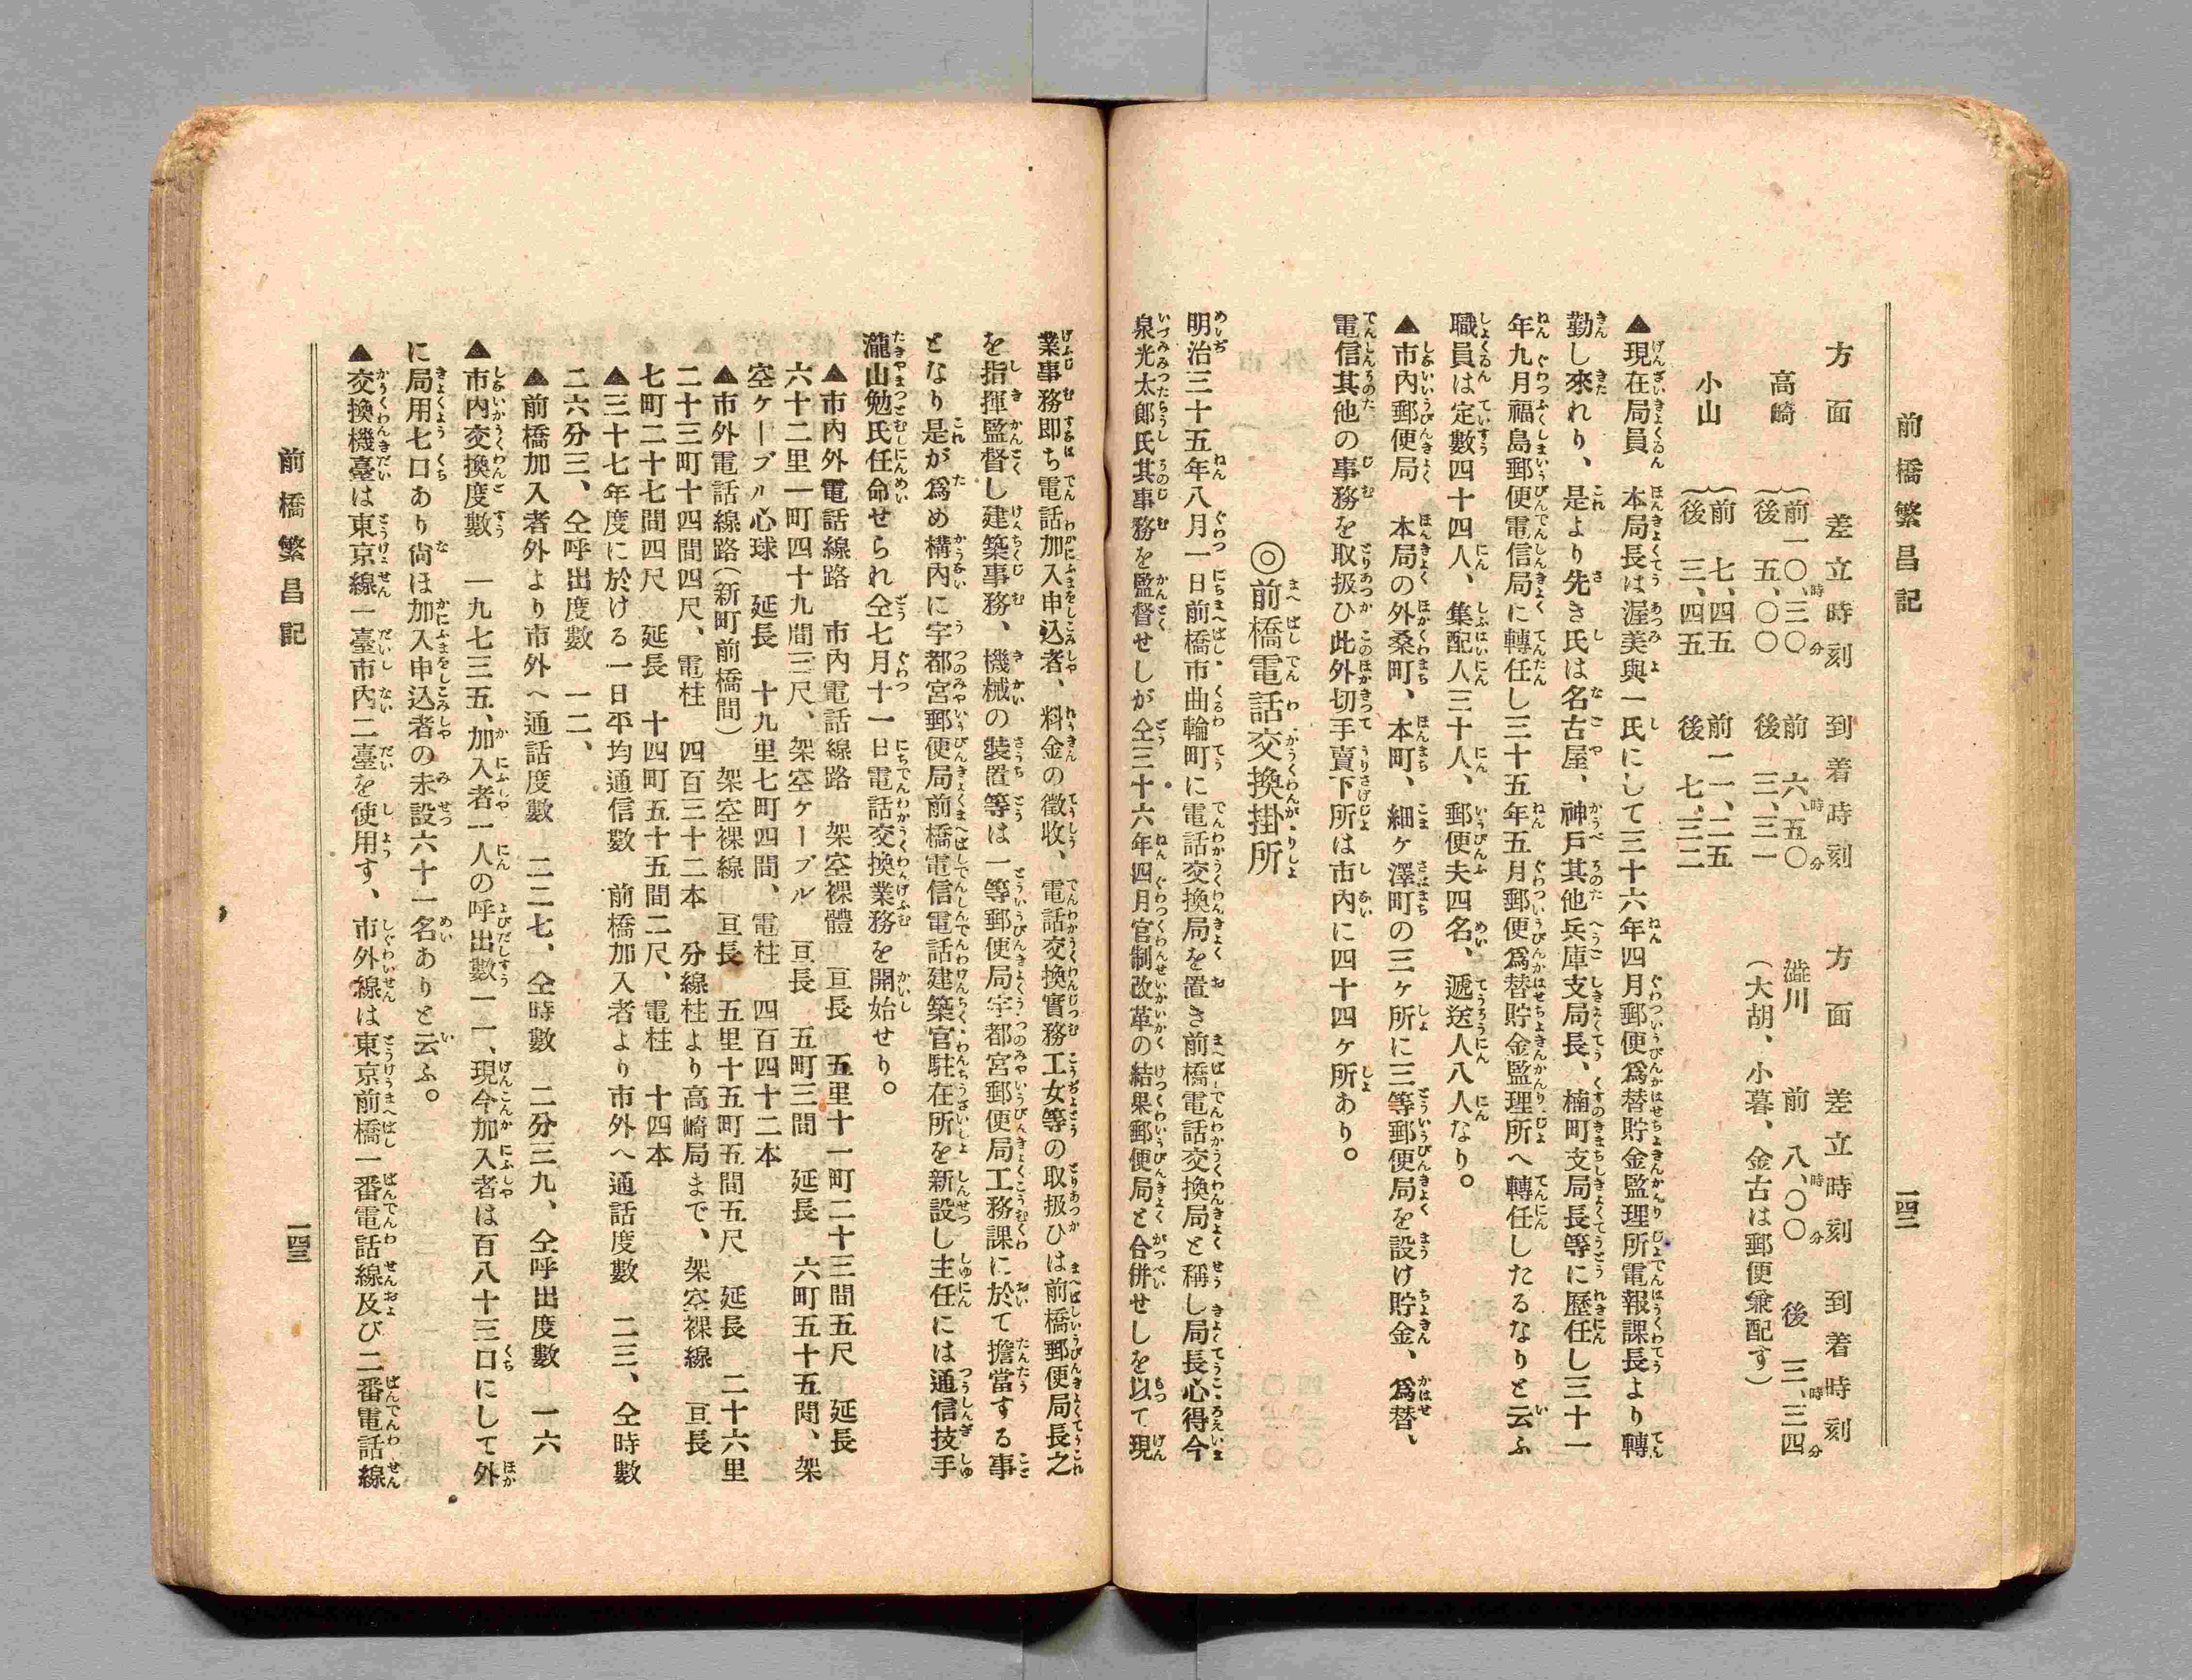 前橋繁昌記
一四二
方面　差立時刻　到着時刻　方面　差立時刻　到着時刻
高崎　前一〇、三〇　前　六、五〇　澁川　前　八、〇〇　後　三、三四
後　五、〇〇　後　三、三一　(大胡、小暮、金古は郵便兼配す)
小山　前　七、四五　前一一、二五
後　三、四五　後　七、三二
▲現在局員　本局長は渥美與一氏にして三十六年四月郵便爲替貯金監理所電報課長より轉
勤し來れり、是より先き氏は名古屋、神戸其他兵庫支局長、楠町支局長等に歷任し三十一
年九月福島郵便電信局に轉任し三十五年五月郵便爲替貯金監理所へ轉任したるなりと云ふ
職員は定數四十四人、集配人三十人、郵便夫四名、遞送人八人なり。
▲市內郵便局　本局の外桑町、本町、細ヶ澤町の三ヶ所に三等郵便局を設け貯金、爲替、
電信其他の事務を取扱ひ此外切手賣下所は市內に四十四ヶ所あり。
◎前橋電話交換掛所
明治三十五年八月一日前橋市曲輪町に電話交換局を置き前橋電話交換局と稱し局長心得今
泉光太郎氏其事務を監督せしが仝三十六年四月官制改革の結果郵便局と合併せしを以て現
業事務即ち電話加入申込者、料金の徵收、電話交換實務工女等の取扱ひは前橋郵便局長之
を指揮監督し建築事務、機械の裝置等は一等郵便局宇都宮郵便局工務課に於て擔當する事
となり是が爲め構內に宇都宮郵便局前橋電信電話建築官駐在所を新設し主任には通信技手
瀧山勉氏任命せられ仝七月十一日電話交換業務を開始せり。
▲市內外電話線路　市內電話線路　架空裸體　亘長　五里十一町二十三間五尺　延長
六十二里一町四十九間三尺、架空ケーブル　亘長　五町三間　延長　六町五十五間、架
空ケーブル心球　延長　十九里七町四間、電柱　四百四十二本
▲市外電話線路(新町前橋間)　架空裸線　亘長　五里十五町五間五尺　延長　二十六里
二十三町十四間四尺、電柱　四百三十二本　分線柱より高崎局まで、架空裸線　亘長
七町二十七間四尺　延長　十四町五十五間二尺、電柱　十四本
▲三十七年度に於ける一日平均通信數　前橋加入者より市外へ通話度數　二三、仝時數
二六分三、仝呼出度數　一二、
▲前橋加入者外より市外へ通話度數　二二七、仝時數　二分三九、仝呼出度數　一六
▲市內交換度數　一九七三五、加入者一人の呼出數一一、現今加入者は百八十三口にして外
に局用七口あり尙ほ加入申込者の未設六十一名ありと云ふ。
▲交換機臺は東京線一臺市內二臺を使用す、市外線は東京前橋一番電話線及び二番電話線
前橋繁昌記
一四三